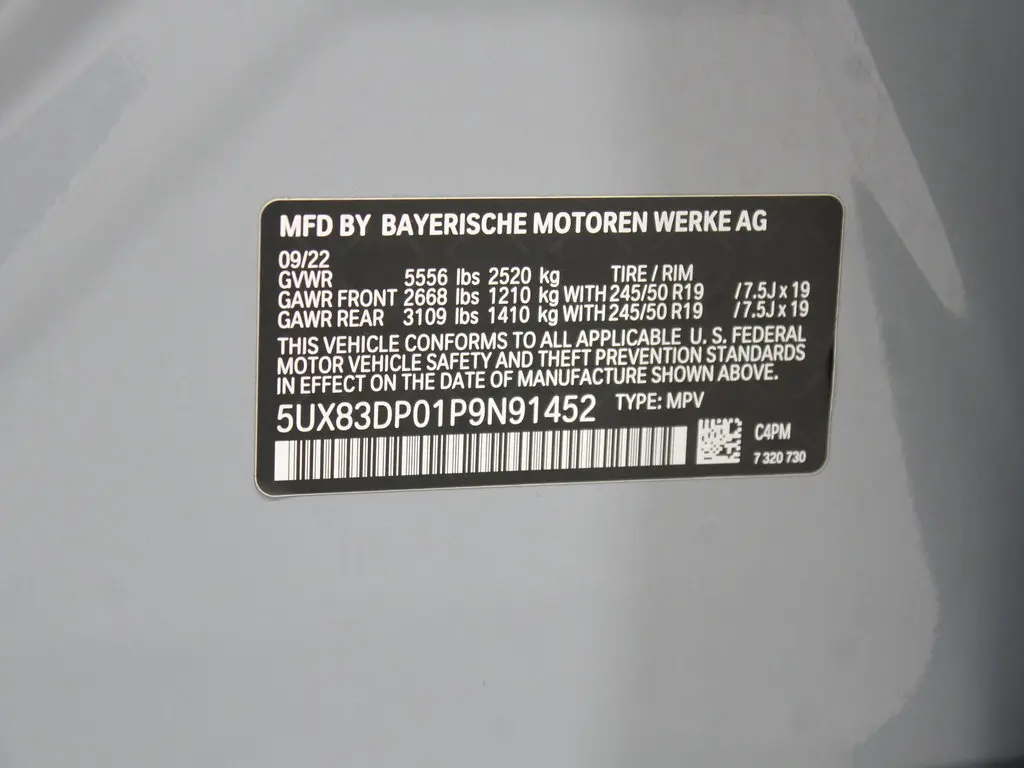 MFD BY BAYERISCHE MOTOREN WERKE AG
09/22
GVWR 5556 lbs 2520 kg TIRE / RIM
GAWR FRONT 2668 lbs 1210 kg WITH 245/50 R19 /7.5J x 19
GAWR REAR 3109 lbs 1410 kg WITH 245/50 R19 /7.5J x 19
THIS VEHICLE CONFORMS TO ALL APPLICABLE U. S. FEDERAL
MOTOR VEHICLE SAFETY AND THEFT PREVENTION STANDARDS
IN EFFECT ON THE DATE OF MANUFACTURE SHOWN ABOVE.
5UX83DP01P9N91452 TYPE: MPV
C4PM
7 320 730